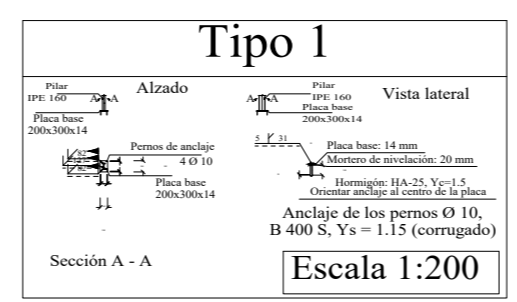 Tipo 1
Pilar
IPE 160
A A
Alzado
Placa base
200x300x14
Pernos de anclaje
4 Ø 10
82
82
Placa base
200x300x14
Sección A - A
Pilar
IPE 160
A A
Vista lateral
Placa base
200x300x14
5 31
Placa base: 14 mm
Mortero de nivelación: 20 mm
Hormigón: HA-25, Yc=1.5
Orientar anclaje al centro de la placa
Anclaje de los pernos Ø 10,
B 400 S, Ys = 1.15 (corrugado)
Escala 1:200